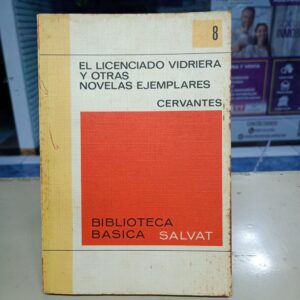 8
EL LICENCIADO VIDRIERA
Y OTRAS
NOVELAS EJEMPLARES
CERVANTES
BIBLIOTECA
BASICA SALVAT